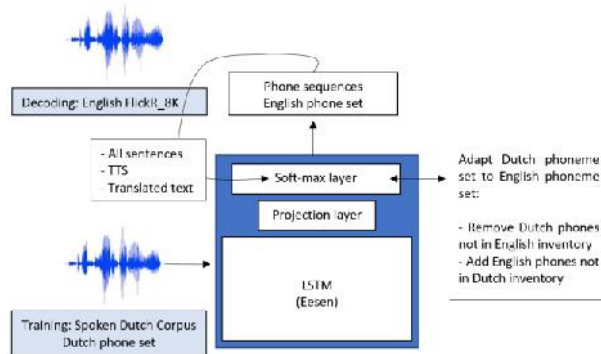 Decoding: English FlickR_8K
Phone sequences
English phone set
- All sentences
- TTS
- Translated text
Soft-max layer
Projection layer
LSTM
(Eesen)
Adapt Dutch phoneme
set to English phoneme
set:
- Remove Dutch phones
not in English inventory
- Add English phones not
in Dutch inventory
Training: Spoken Dutch Corpus
Dutch phone set